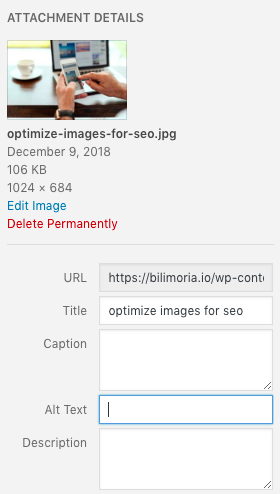 ATTACHMENT DETAILS
optimize-images-for-seo.jpg
December 9, 2018
106 KB
1024 × 684
Edit Image
Delete Permanently
URL https://bilimoria.io/wp-conte
Title optimize images for seo
Caption
Alt Text
Description